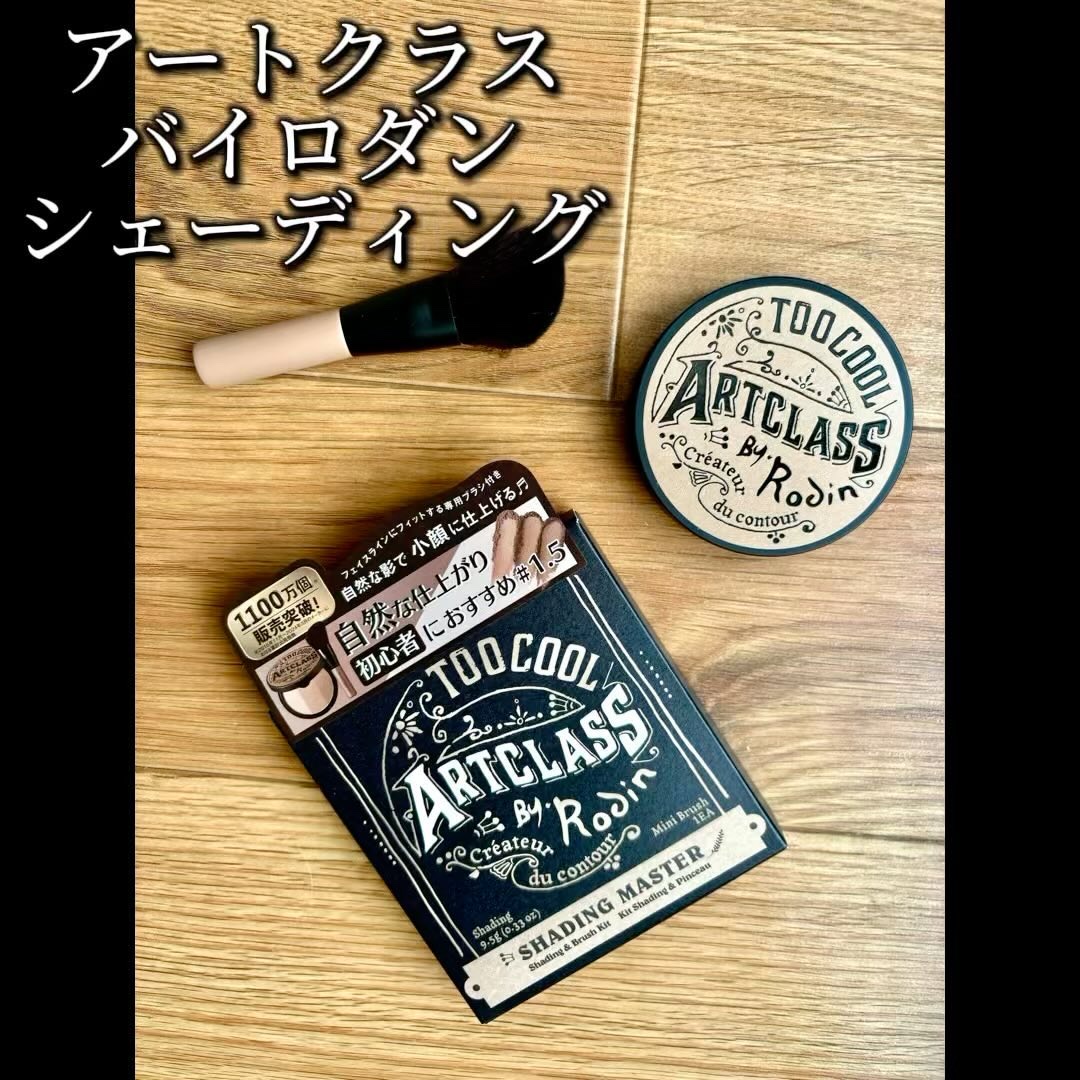 アートクラス
バイロダン
シェーディング
TOO COOL
ARTCLASS
By. Rodin
Créateur
du contour
フェイスラインにフィットする専用ブラシ付き
自然な影で 小顔に仕上げる♬
1100万個
販売突破!
自然な仕上がり
初心者におすすめ#1.5
TOO COOL
ARTCLASS
By. Rodin
Créateur
du contour
Mini Brush
1EA
Shading
9.5g (0.33 oz)
SHADING MASTER
Shading & Brush Kit Kit Shading & Pinceau